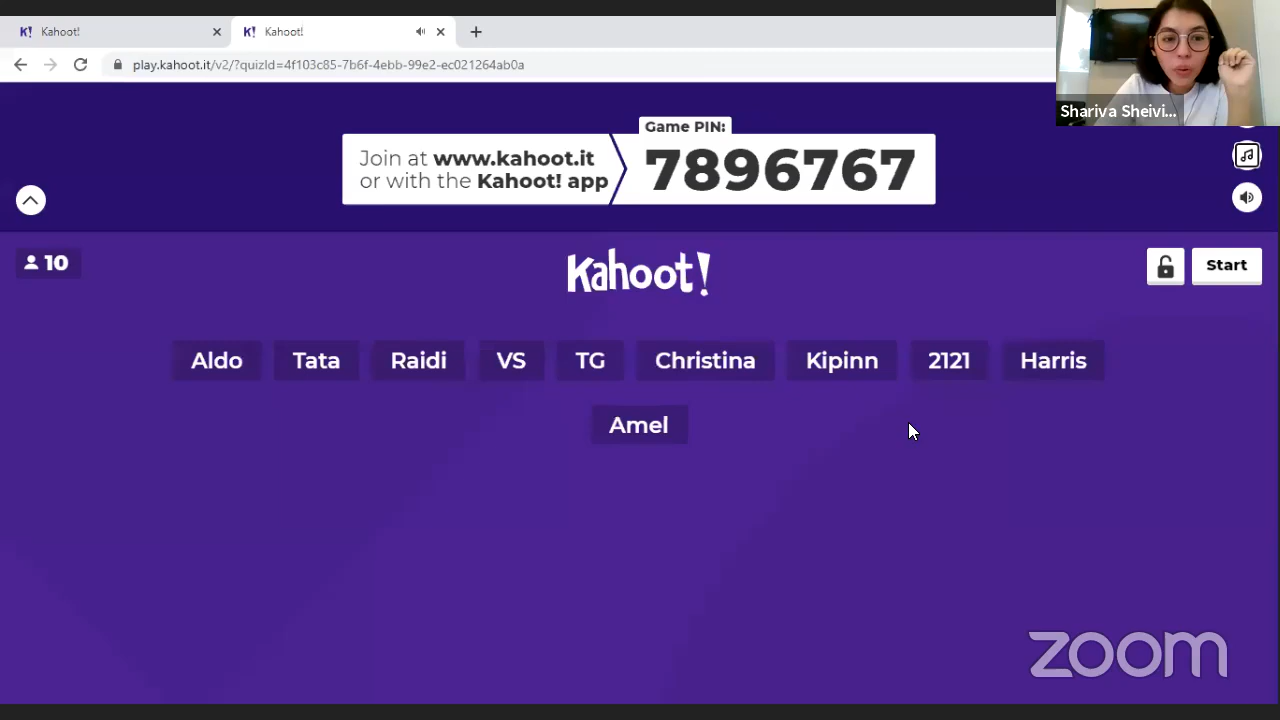 Kahoot!
Kahoot!
play.kahoot.it/v2/?quizId=4f103c85-7b6f-4ebb-99e2-ec021264ab0a
Shariva Sheivi...
Game PIN:
Join at www.kahoot.it
or with the Kahoot! app
7896767
10
Kahoot!
Start
Aldo Tata Raidi VS TG Christina Kipinn 2121 Harris
Amel
zoom